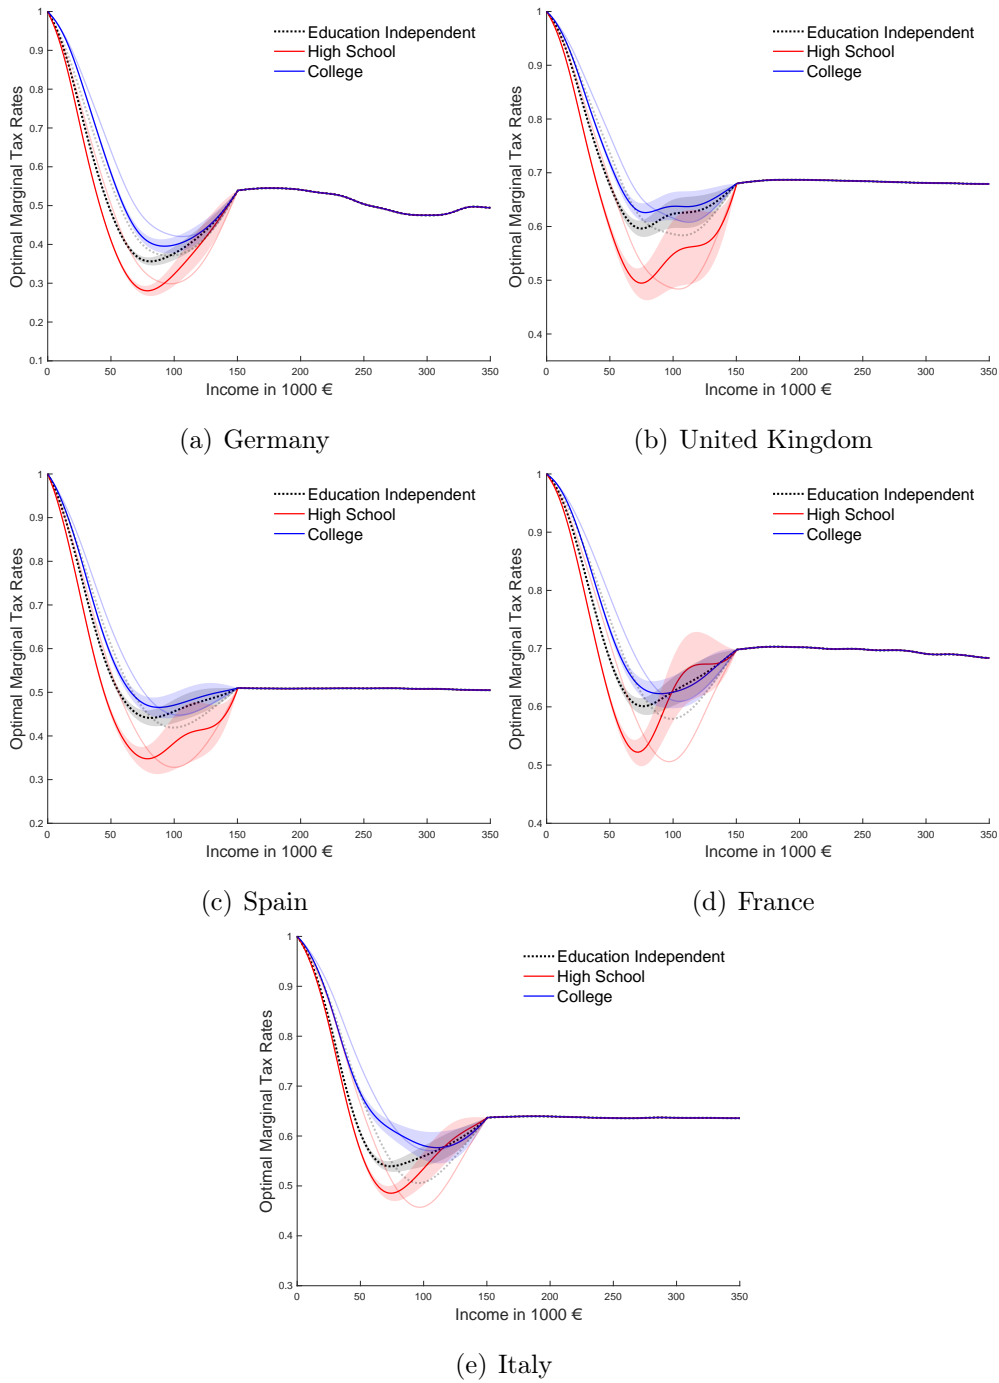 1
0.9
0.8
0.7
0.6
0.5
0.4
0.3
0.2
0.1
Optimal Marginal Tax Rates
Education Independent
High School
College
0 50 100 150 200 250 300 350
Income in 1000 €
(a) Germany
1
0.9
0.8
0.7
0.6
0.5
0.4
Optimal Marginal Tax Rates
Education Independent
High School
College
0 50 100 150 200 250 300 350
Income in 1000 €
(b) United Kingdom
1
0.9
0.8
0.7
0.6
0.5
0.4
0.3
0.2
Optimal Marginal Tax Rates
Education Independent
High School
College
0 50 100 150 200 250 300 350
Income in 1000 €
(c) Spain
1
0.9
0.8
0.7
0.6
0.5
0.4
Optimal Marginal Tax Rates
Education Independent
High School
College
0 50 100 150 200 250 300 350
Income in 1000 €
(d) France
1
0.9
0.8
0.7
0.6
0.5
0.4
0.3
Optimal Marginal Tax Rates
Education Independent
High School
College
0 50 100 150 200 250 300 350
Income in 1000 €
(e) Italy